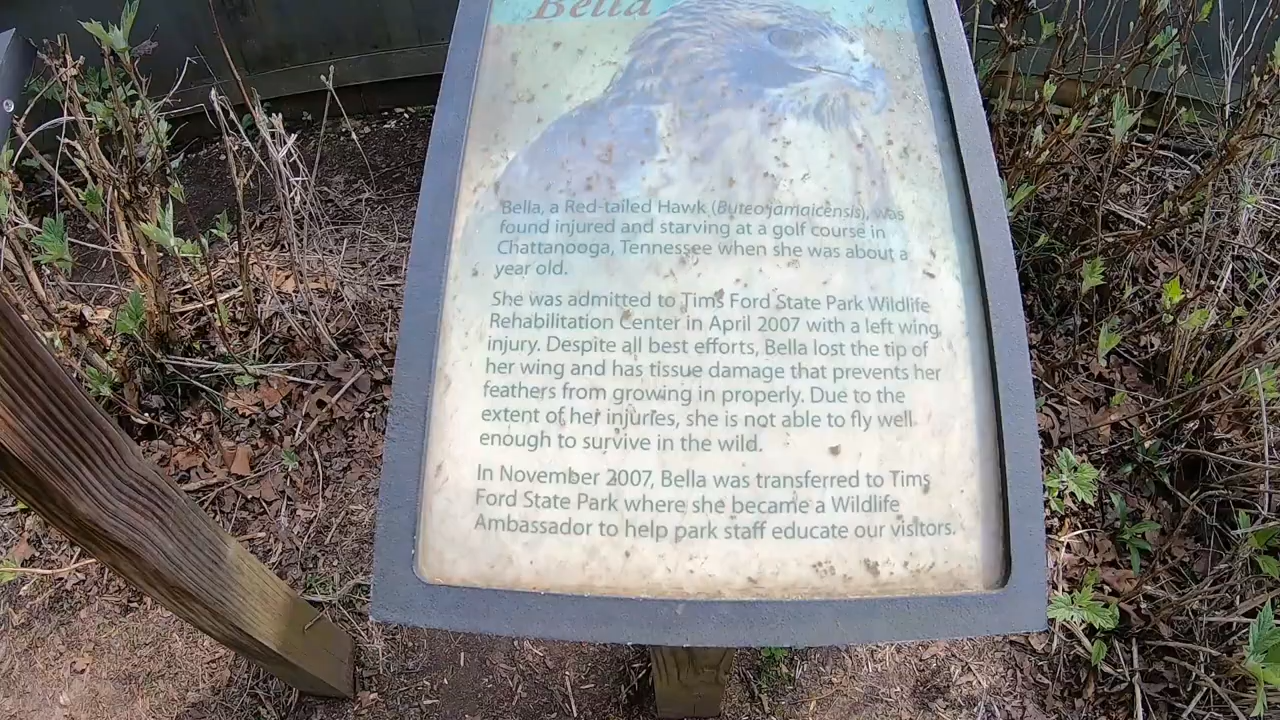 Bella
Bella, a Red-tailed Hawk (Buteo jamaicensis), was
found injured and starving at a golf course in
Chattanooga, Tennessee when she was about a
year old.
She was admitted to Tims Ford State Park Wildlife
Rehabilitation Center in April 2007 with a left wing
injury. Despite all best efforts, Bella lost the tip of
her wing and has tissue damage that prevents her
feathers from growing in properly. Due to the
extent of her injuries, she is not able to fly well
enough to survive in the wild.
In November 2007, Bella was transferred to Tims
Ford State Park where she became a Wildlife
Ambassador to help park staff educate our visitors.